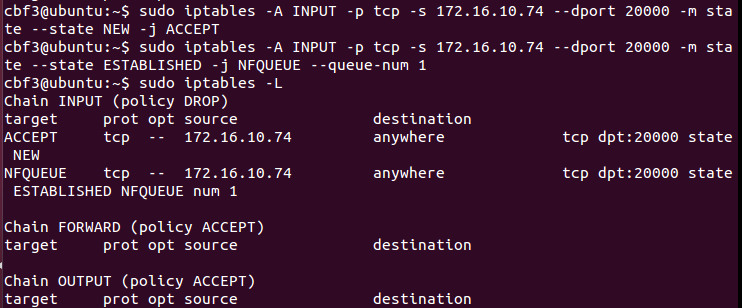 cbf3@ubuntu:~$ sudo iptables -A INPUT -p tcp -s 172.16.10.74 --dport 20000 -m sta
te --state NEW -j ACCEPT
cbf3@ubuntu:~$ sudo iptables -A INPUT -p tcp -s 172.16.10.74 --dport 20000 -m sta
te --state ESTABLISHED -j NFQUEUE --queue-num 1
cbf3@ubuntu:~$ sudo iptables -L
Chain INPUT (policy DROP)
target     prot opt source               destination
ACCEPT     tcp  --  172.16.10.74         anywhere             tcp dpt:20000 state
 NEW
NFQUEUE    tcp  --  172.16.10.74         anywhere             tcp dpt:20000 state
 ESTABLISHED NFQUEUE num 1

Chain FORWARD (policy ACCEPT)
target     prot opt source               destination

Chain OUTPUT (policy ACCEPT)
target     prot opt source               destination